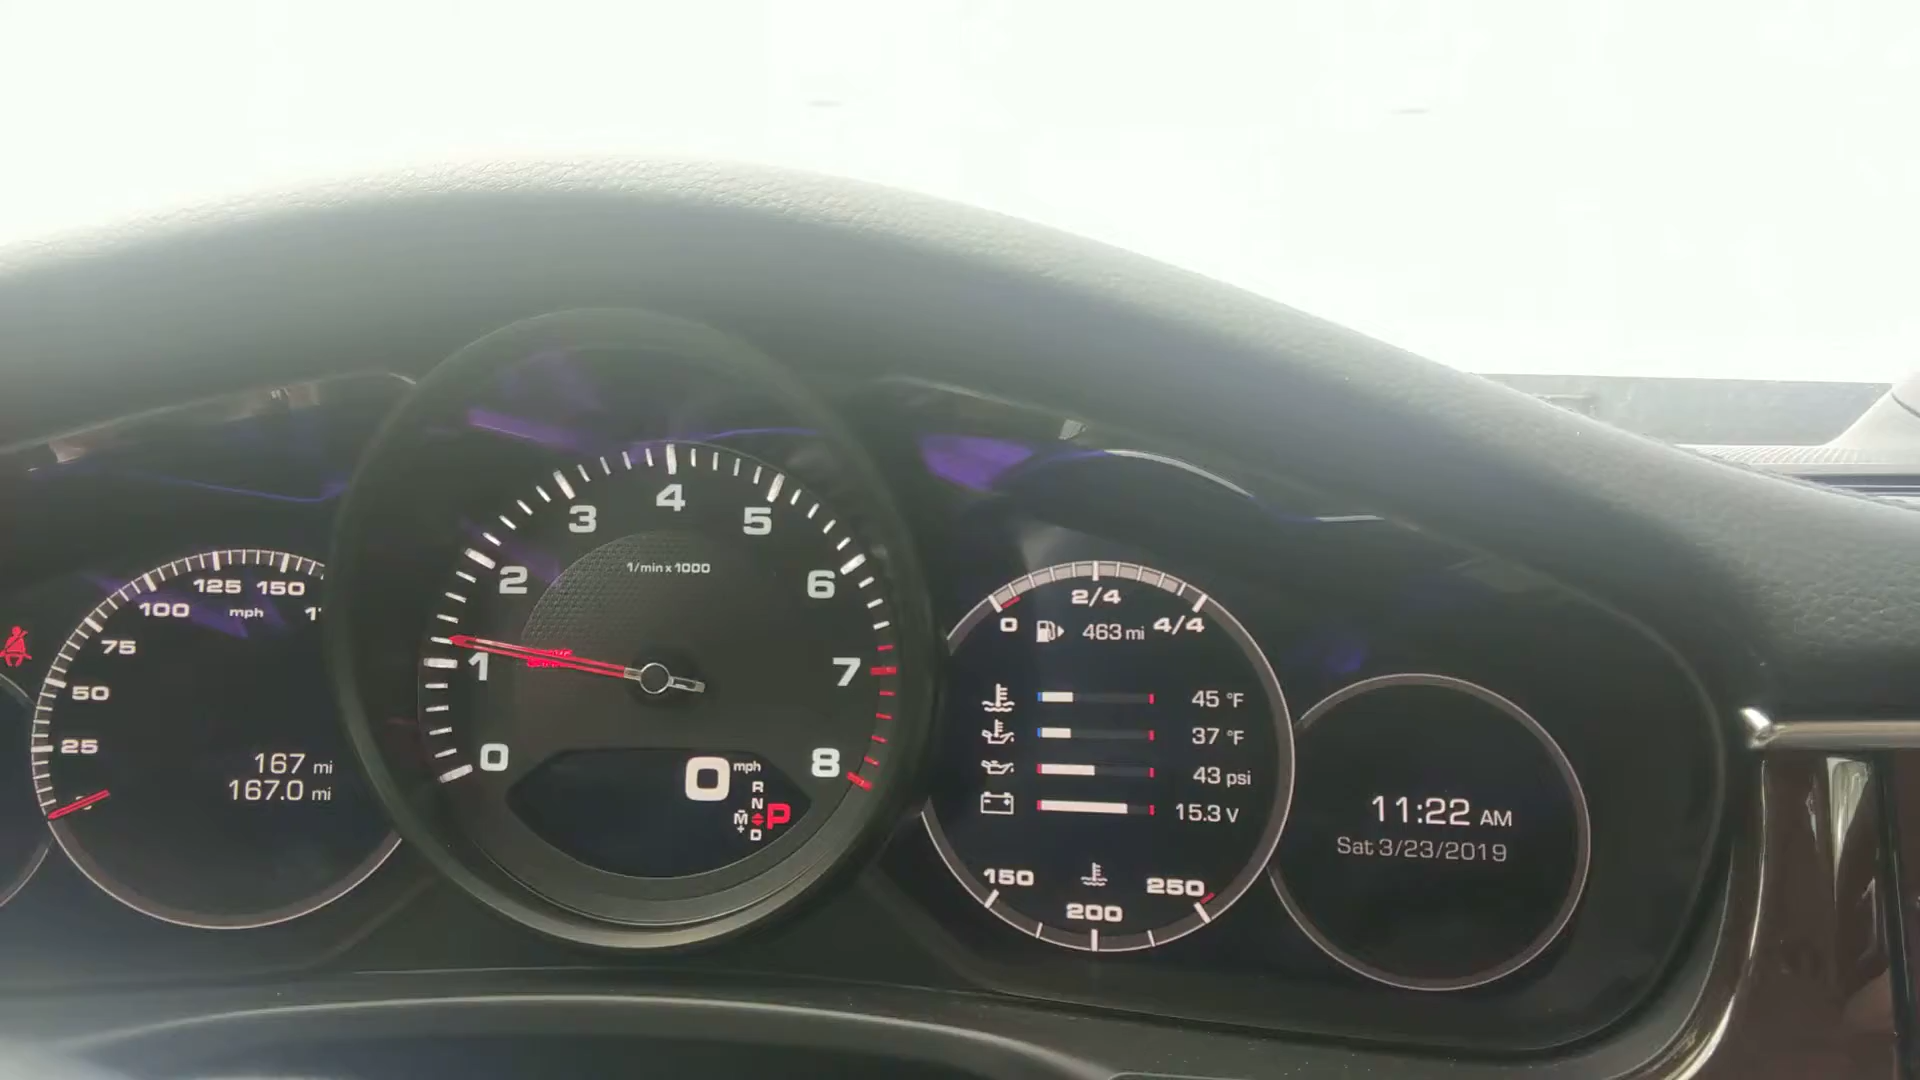 125 150
100 mph 17
75
50
25
167 mi
167.0 mi
4
3 5
1/min x 1000
2 6
1 7
0 8
0 mph
R
N
M P
+ D
2/4
0 463 mi 4/4
45 °F
37 °F
43 psi
15.3 V
150 250
200
11:22 AM
Sat 3/23/2019